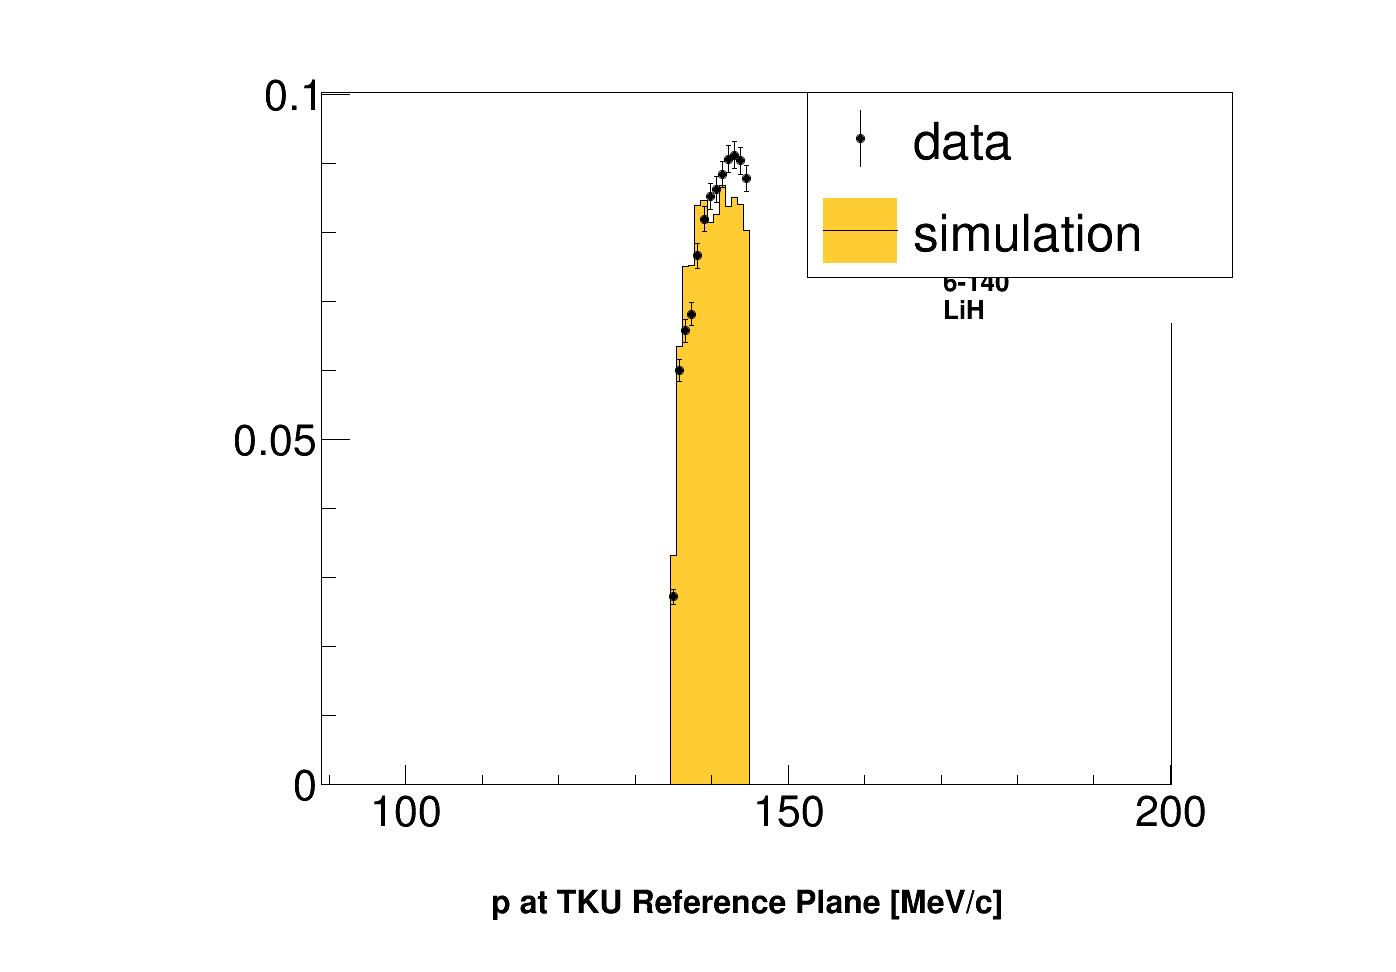 0.1
data
simulation
6-140
LiH
0.05
0
100
150
200
p at TKU Reference Plane [MeV/c]